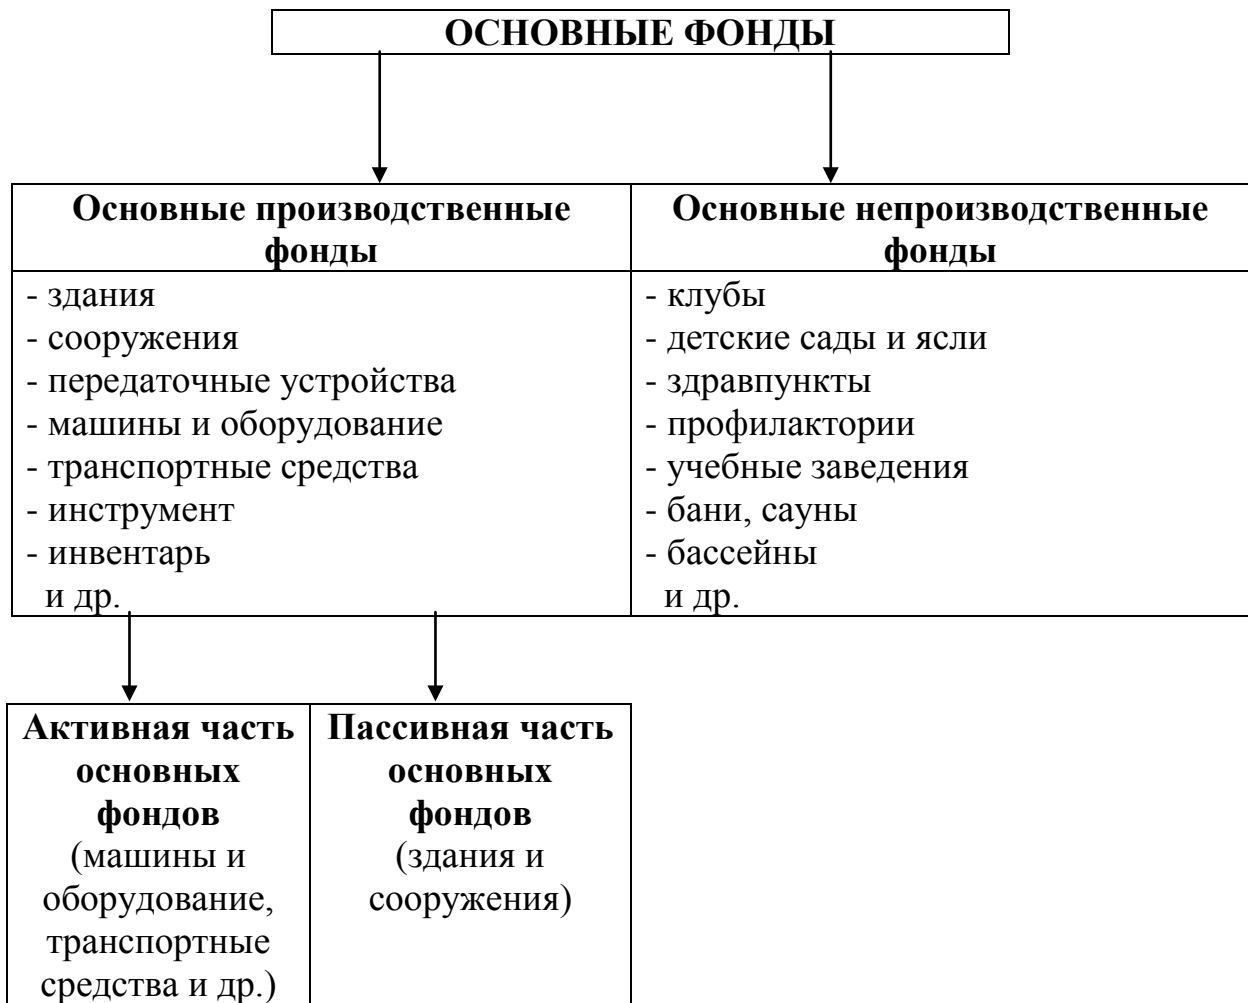 ОСНОВНЫЕ ФОНДЫ
Основные производственные
фонды
- здания
- сооружения
- передаточные устройства
- машины и оборудование
- транспортные средства
- инструмент
- инвентарь
и др.
Основные непроизводственные
фонды
- клубы
- детские сады и ясли
- здравпункты
- профилактории
- учебные заведения
- бани, сауны
- бассейны
и др.
Активная часть
основных
фондов
(машины и
оборудование,
транспортные
средства и др.)
Пассивная часть
основных
фондов
(здания и
сооружения)